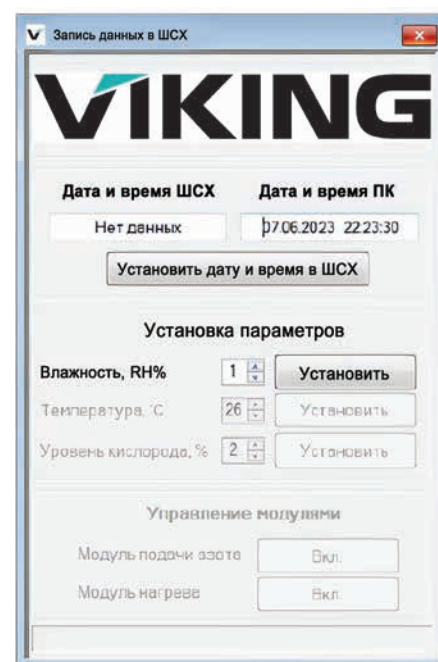 Запись данных в ШСХ
VIKING
Дата и время ШСХ Дата и время ПК
Нет данных 07.06.2023 22:23:30
Установить дату и время в ШСХ
Установка параметров
Влажность, RH% 1 Установить
Температура, °C 26 Установить
Уровень кислорода, % 2 Установить
Управление модулями
Модуль подачи азота Вкл.
Модуль нагрева Вкл.